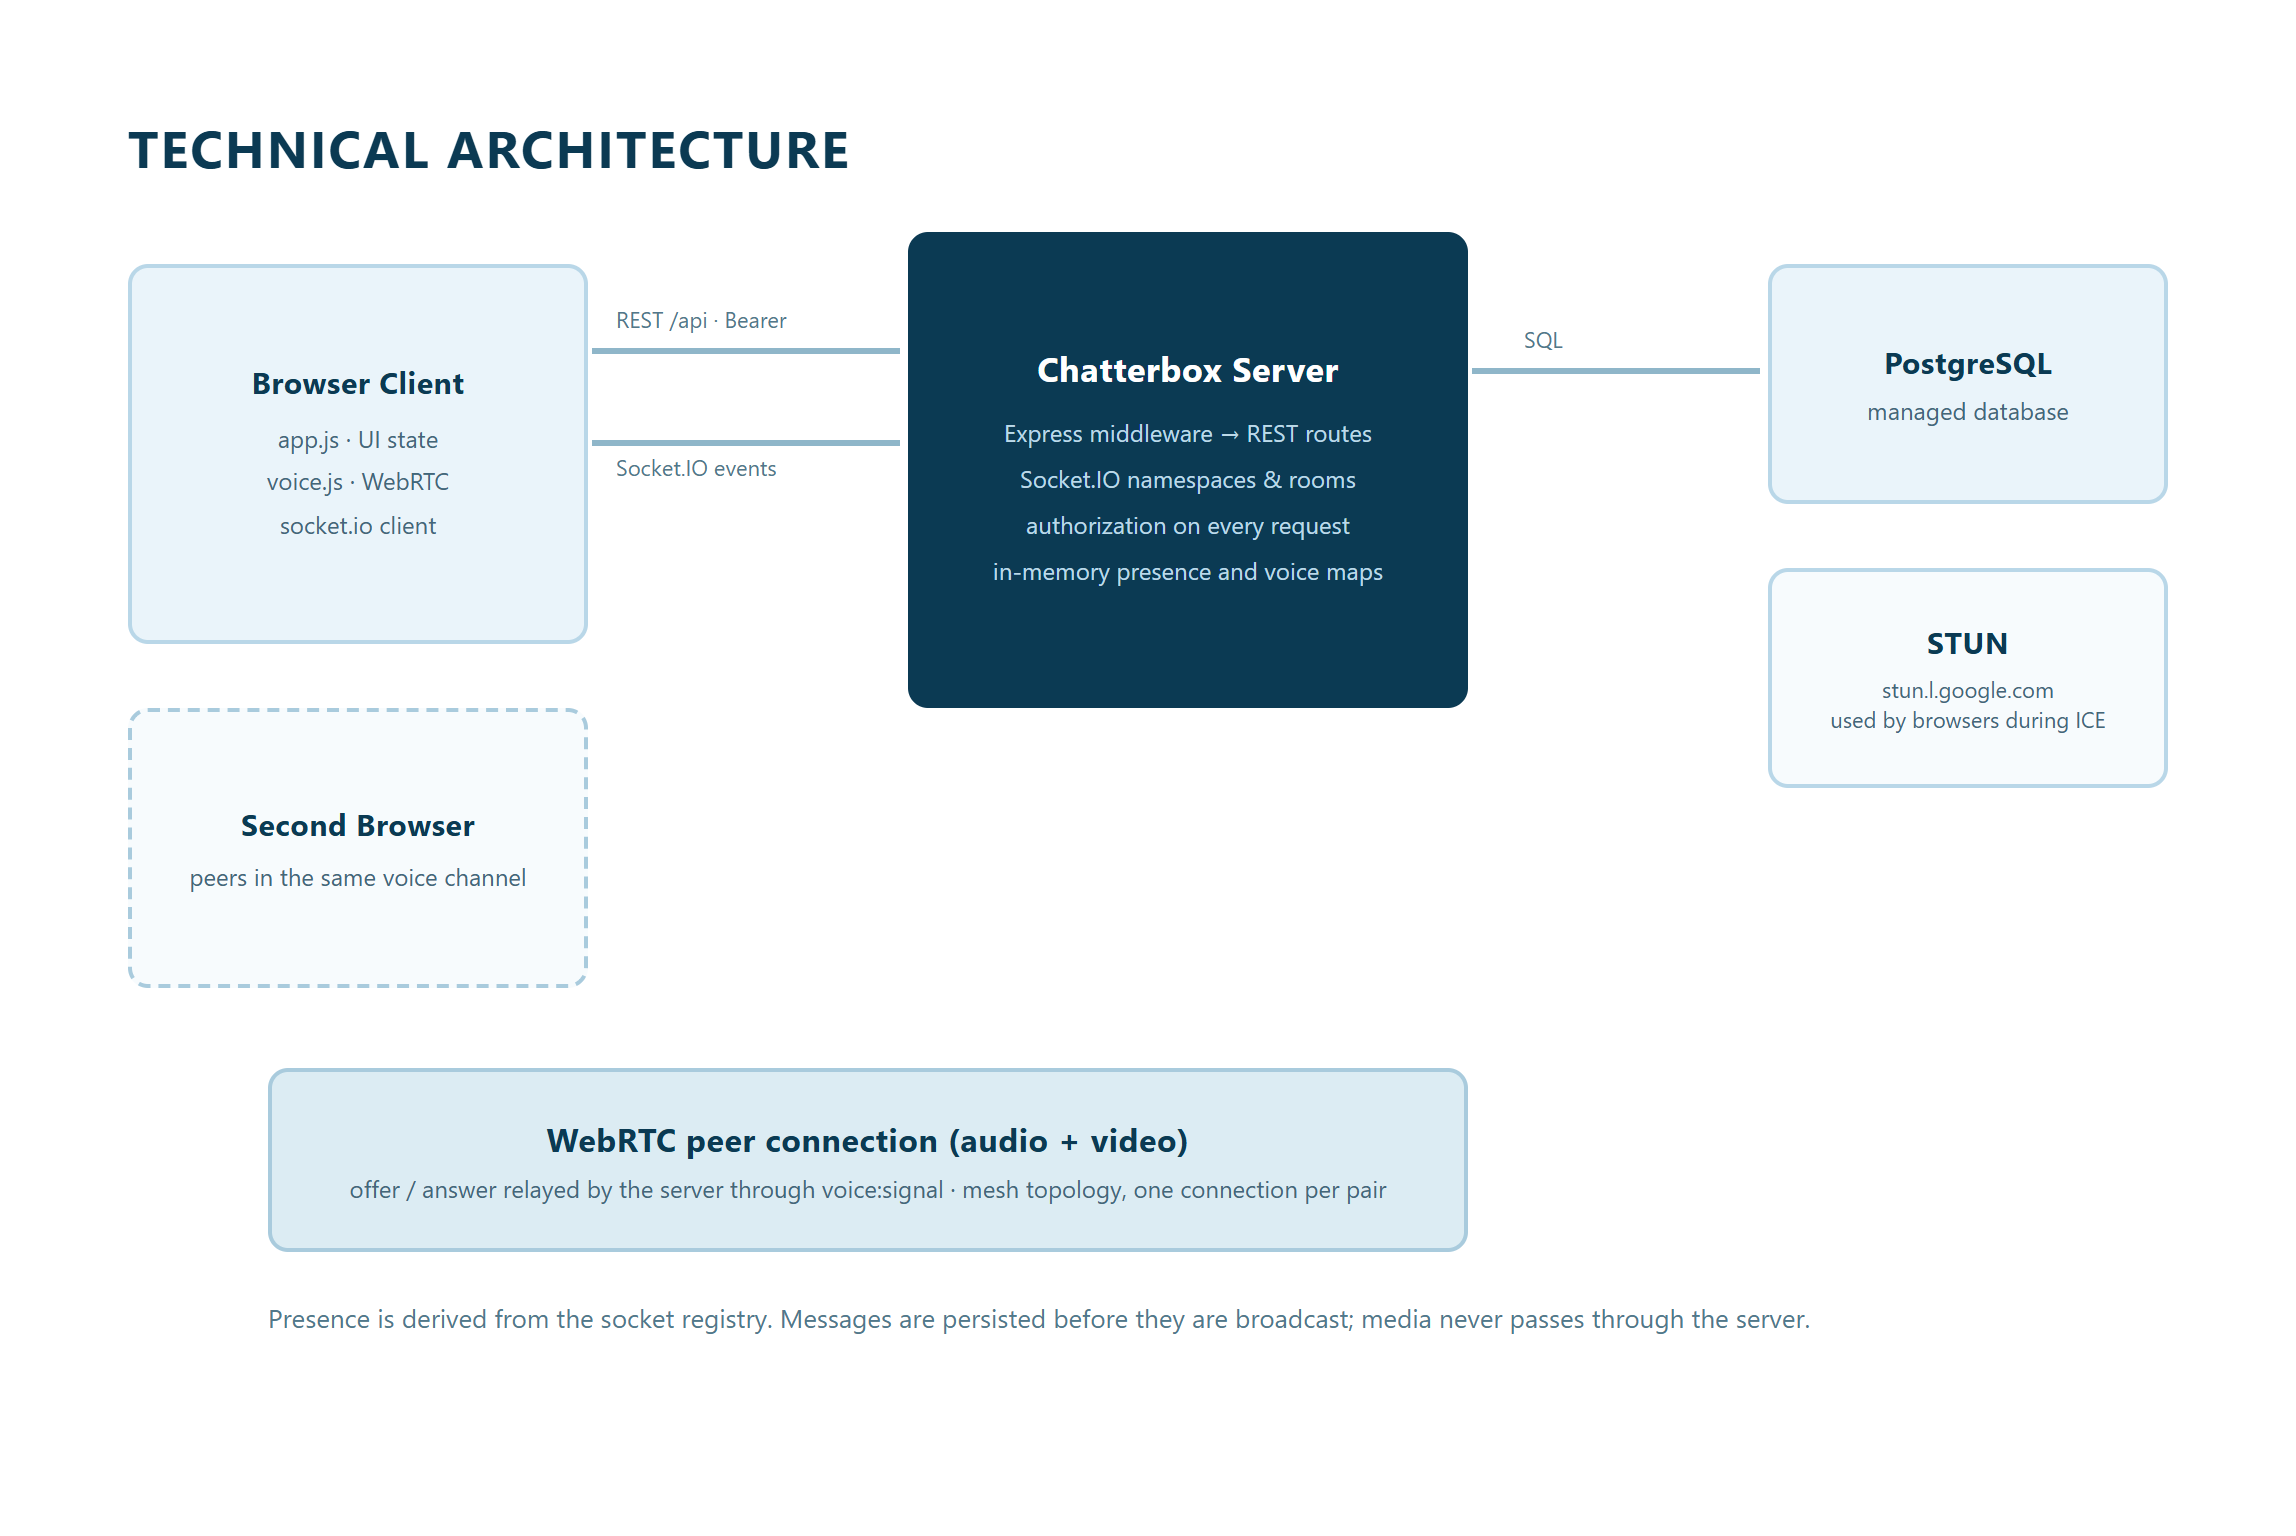 TECHNICAL ARCHITECTURE
Browser Client
app.js · UI state
voice.js · WebRTC
socket.io client
REST /api · Bearer
Socket.IO events
Chatterbox Server
Express middleware → REST routes
Socket.IO namespaces & rooms
authorization on every request
in-memory presence and voice maps
SQL
PostgreSQL
managed database
STUN
stun.l.google.com
used by browsers during ICE
Second Browser
peers in the same voice channel
WebRTC peer connection (audio + video)
offer / answer relayed by the server through voice:signal · mesh topology, one connection per pair
Presence is derived from the socket registry. Messages are persisted before they are broadcast; media never passes through the server.